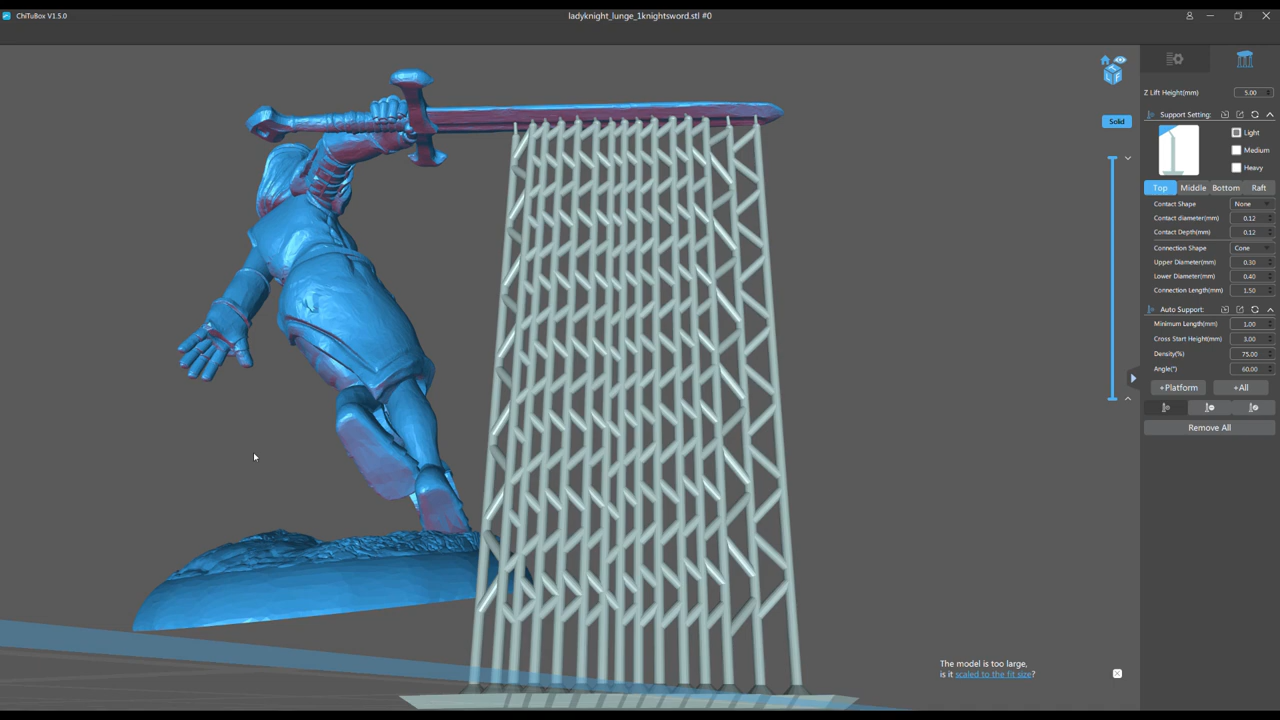 ChiTuBox V1.5.0
ladyknight_lunge_1knightsword.stl #0
Z Lift Height(mm) 5.00
Support Setting:
Light
Medium
Heavy
Solid
Top Middle Bottom Raft
Contact Shape None
Contact diameter(mm) 0.12
Contact Depth(mm) 0.12
Connection Shape Cone
Upper Diameter(mm) 0.30
Lower Diameter(mm) 0.40
Connection Length(mm) 1.50
Auto Support:
Minimum Length(mm) 1.00
Cross Start Height(mm) 3.00
Density(%) 75.00
Angle(°) 60.00
+Platform +All
Remove All
The model is too large,
is it scaled to the fit size?